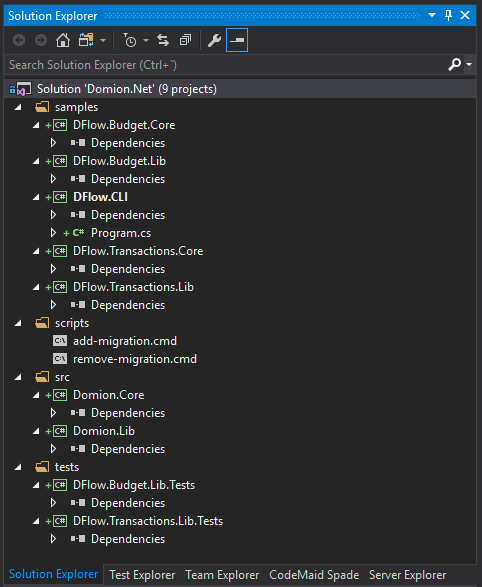 Solution Explorer
Search Solution Explorer (Ctrl+`)
Solution 'Domion.Net' (9 projects)
samples
+ C# DFlow.Budget.Core
Dependencies
+ C# DFlow.Budget.Lib
Dependencies
+ C# DFlow.CLI
Dependencies
+ C# Program.cs
+ C# DFlow.Transactions.Core
Dependencies
+ C# DFlow.Transactions.Lib
Dependencies
scripts
C:\ add-migration.cmd
C:\ remove-migration.cmd
src
+ C# Domion.Core
Dependencies
+ C# Domion.Lib
Dependencies
tests
+ C# DFlow.Budget.Lib.Tests
Dependencies
+ C# DFlow.Transactions.Lib.Tests
Dependencies
Solution Explorer Test Explorer Team Explorer CodeMaid Spade Server Explorer